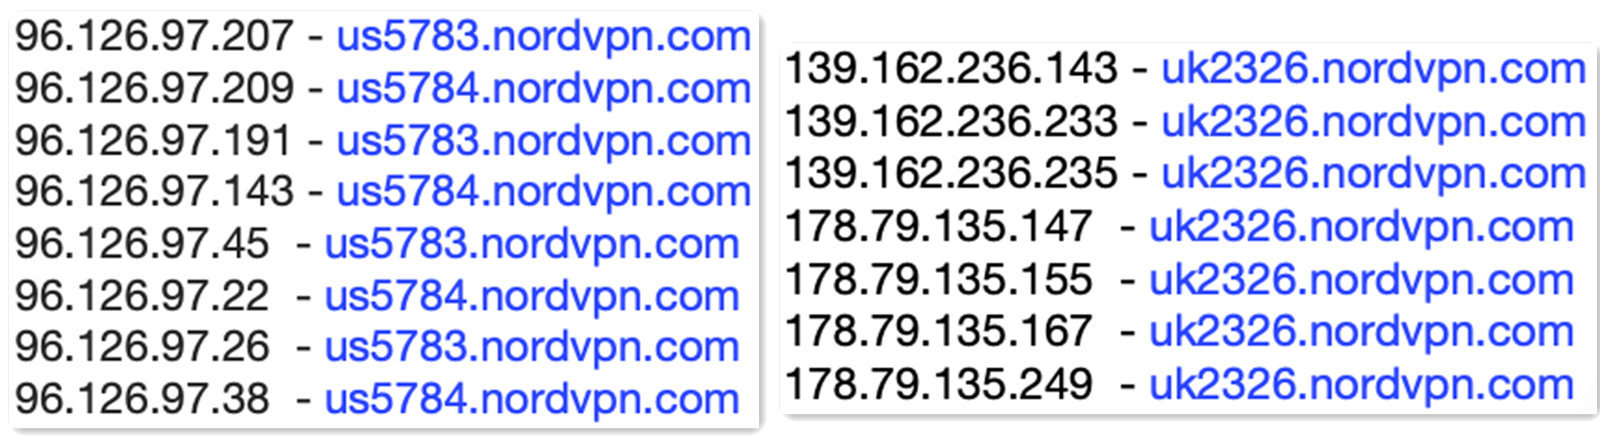 96.126.97.207 - us5783.nordvpn.com
96.126.97.209 - us5784.nordvpn.com
96.126.97.191 - us5783.nordvpn.com
96.126.97.143 - us5784.nordvpn.com
96.126.97.45 - us5783.nordvpn.com
96.126.97.22 - us5784.nordvpn.com
96.126.97.26 - us5783.nordvpn.com
96.126.97.38 - us5784.nordvpn.com
139.162.236.143 - uk2326.nordvpn.com
139.162.236.233 - uk2326.nordvpn.com
139.162.236.235 - uk2326.nordvpn.com
178.79.135.147 - uk2326.nordvpn.com
178.79.135.155 - uk2326.nordvpn.com
178.79.135.167 - uk2326.nordvpn.com
178.79.135.249 - uk2326.nordvpn.com